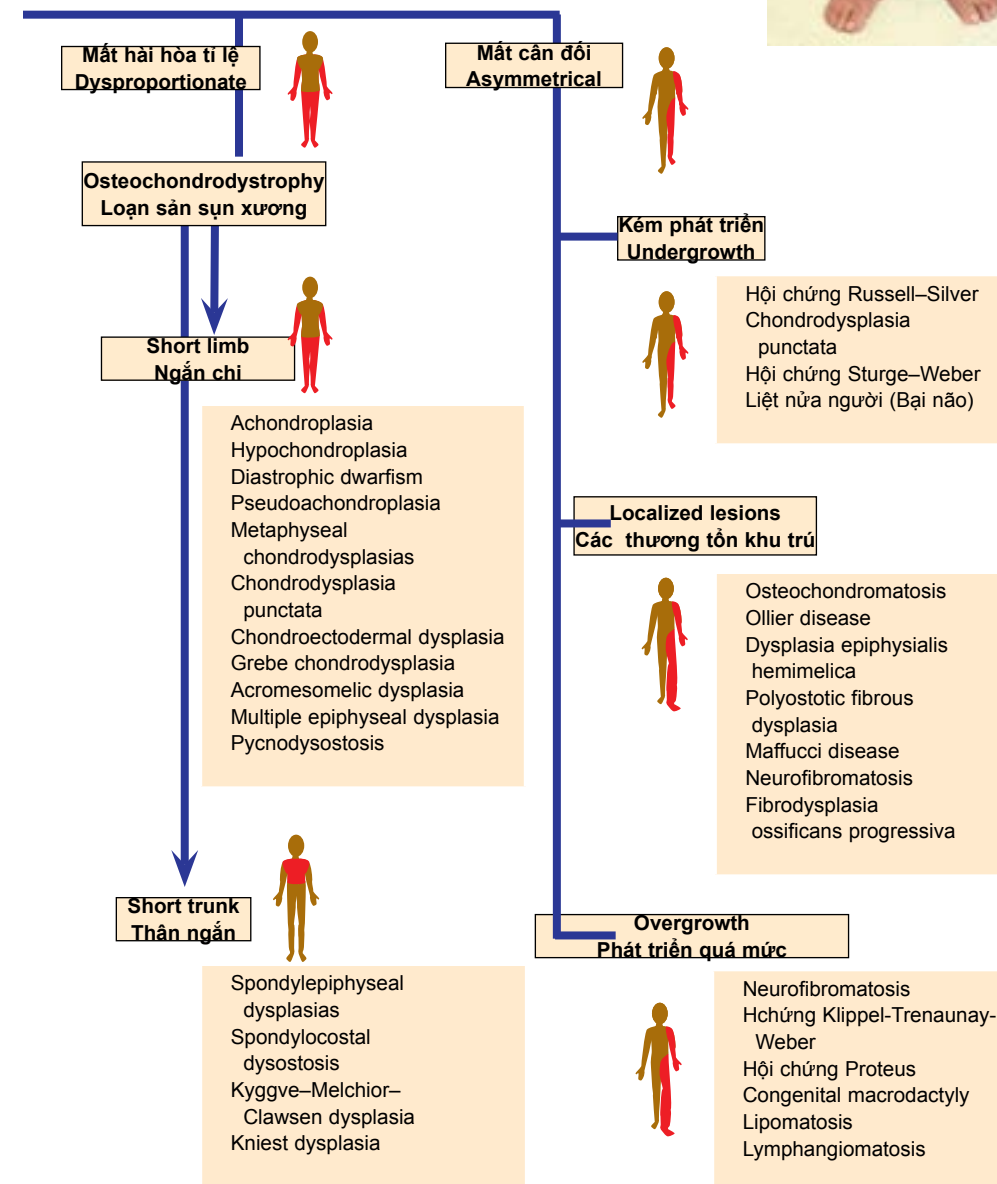 Mất hài hòa tỉ lệ
Dysproportionate
Osteochondrodystrophy
Loạn sản sụn xương
Short limb
Ngắn chi
Achondroplasia
Hypochondroplasia
Diastrophic dwarfism
Pseudoachondroplasia
Metaphyseal
chondrodysplasias
Chondrodysplasia
punctata
Chondroectodermal dysplasia
Grebe chondrodysplasia
Acromesomelic dysplasia
Multiple epiphyseal dysplasia
Pycnodysostosis
Short trunk
Thân ngắn
Spondylepiphyseal
dysplasias
Spondylocostal
dysostosis
Kyggve–Melchior–
Clawsen dysplasia
Kniest dysplasia
Mất cân đối
Asymmetrical
Kém phát triển
Undergrowth
Hội chứng Russell–Silver
Chondrodysplasia
punctata
Hội chứng Sturge–Weber
Liệt nửa người (Bại não)
Localized lesions
Các thương tổn khu trú
Osteochondromatosis
Ollier disease
Dysplasia epiphysialis
hemimelica
Polyostotic fibrous
dysplasia
Maffucci disease
Neurofibromatosis
Fibrodysplasia
ossificans progressiva
Overgrowth
Phát triển quá mức
Neurofibromatosis
Hchứng Klippel-Trenaunay-
Weber
Hội chứng Proteus
Congenital macrodactyly
Lipomatosis
Lymphangiomatosis